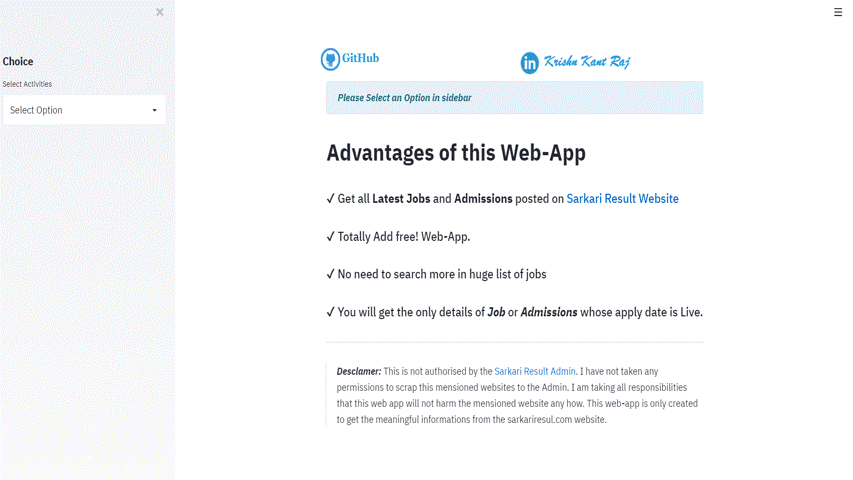 ×
☰
Choice
Select Activities
Select Option
GitHub
in Krishn Kant Raj
Please Select an Option in sidebar
Advantages of this Web-App
✓ Get all Latest Jobs and Admissions posted on Sarkari Result Website
✓ Totally Add free! Web-App.
✓ No need to search more in huge list of jobs
✓ You will get the only details of Job or Admissions whose apply date is Live.
Desclamer: This is not authorised by the Sarkari Result Admin. I have not taken any
permissions to scrap this mentioned websites to the Admin. I am taking all responsibilities
that this web app will not harm the mentioned website any how. This web-app is only created
to get the meaningful informations from the sarkariresul.com website.